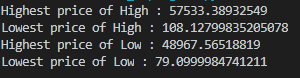 Highest price of High : 57533.38932549
Lowest price of High : 108.12799835205078
Highest price of Low : 48967.56518819
Lowest price of Low : 79.0999984741211